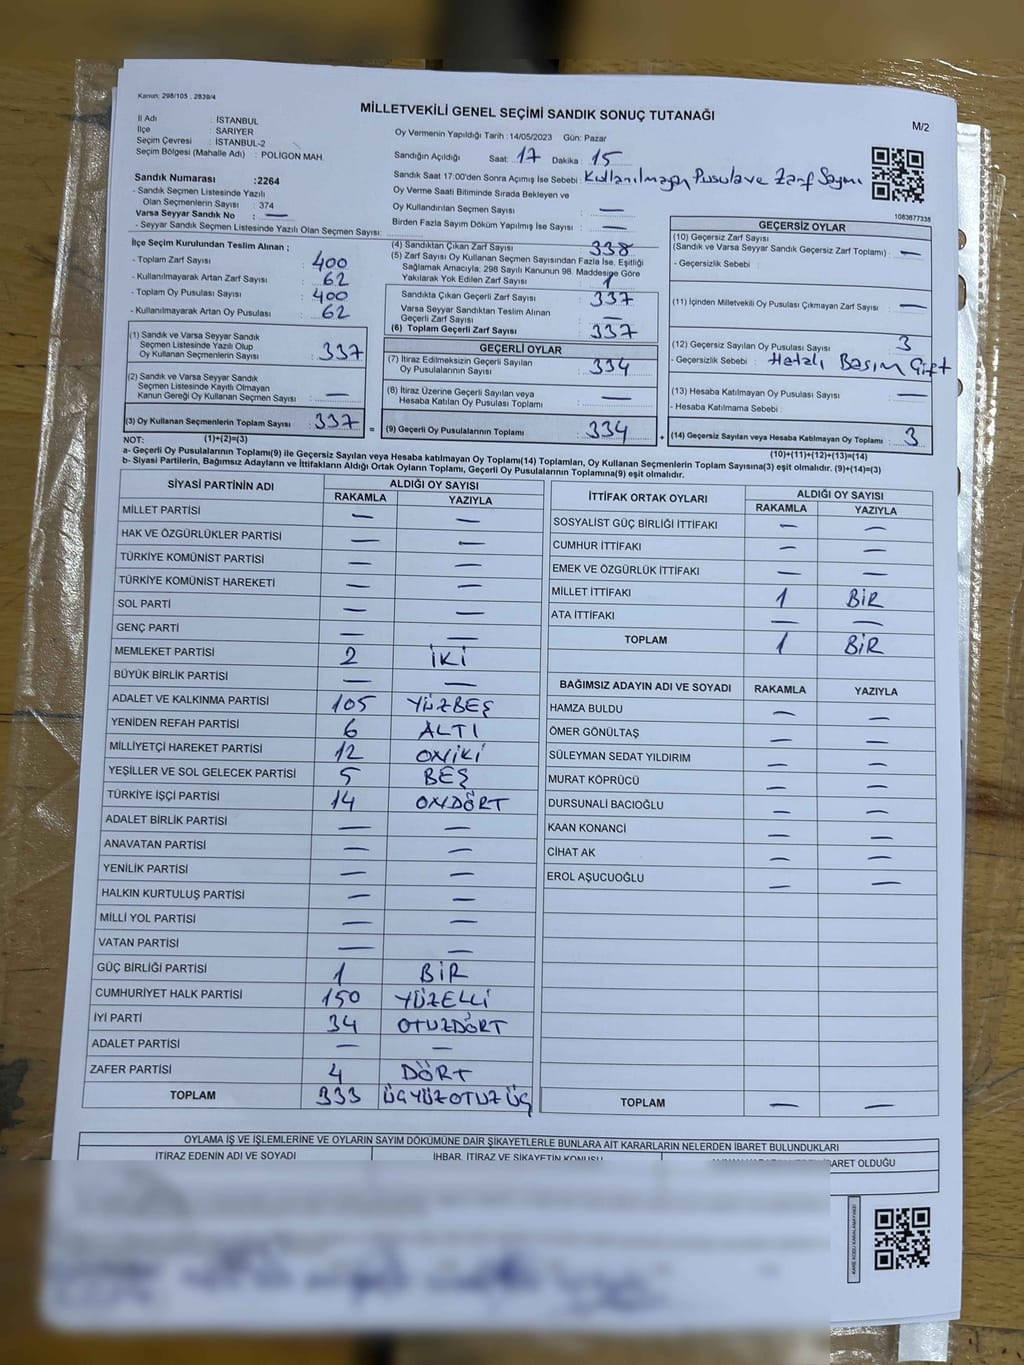 Kanun; 298/105 , 2839/4
MİLLETVEKİLİ GENEL SEÇİMİ SANDIK SONUÇ TUTANAĞI
M/2
İl Adı : İSTANBUL
İlçe : SARIYER
Seçim Çevresi : İSTANBUL-2
Seçim Bölgesi (Mahalle Adı) : POLİGON MAH.
Oy Vermenin Yapıldığı Tarih : 14/05/2023 Gün: Pazar
Sandığın Açıldığı Saat: 17 Dakika : 15
Sandık Saat 17:00'den Sonra Açılmış İse Sebebi : Kullanılmayan Pusula ve Zarf Sayımı
Oy Verme Saati Bitiminde Sırada Bekleyen ve
Oy Kullandırılan Seçmen Sayısı : —
Birden Fazla Sayım Döküm Yapılmış İse Sayısı : —
1083677338
Sandık Numarası :2264
- Sandık Seçmen Listesinde Yazılı
Olan Seçmen Sayısı : 374
Varsa Seyyar Sandık No : —
- Seyyar Sandık Seçmen Listesinde Yazılı Olan Seçmen Sayısı:
İlçe Seçim Kurulundan Teslim Alınan ;
- Toplam Zarf Sayısı : 400
- Kullanılmayarak Artan Zarf Sayısı : 62
- Toplam Oy Pusulası Sayısı : 400
- Kullanılmayarak Artan Oy Pusulası : 62
(1) Sandık ve Varsa Seyyar Sandık
Seçmen Listesinde Yazılı Olup
Oy Kullanan Seçmenlerin Sayısı : 337
(2) Sandık ve Varsa Seyyar Sandık
Seçmen Listesinde Kayıtlı Olmayan
Kanun Gereği Oy Kullanan Seçmen Sayısı : —
(3) Oy Kullanan Seçmenlerin Toplam Sayısı : 337
(4) Sandıktan Çıkan Zarf Sayısı : 338
(5) Zarf Sayısı Oy Kullanan Seçmen Sayısından Fazla İse, Eşitliği
Sağlamak Amacıyla, 298 Sayılı Kanunun 98. Maddesine Göre
Yakılarak Yok Edilen Zarf Sayısı : 1
Sandıkta Çıkan Geçerli Zarf Sayısı : 337
Varsa Seyyar Sandıktan Teslim Alınan
Geçerli Zarf Sayısı : —
(6) Toplam Geçerli Zarf Sayısı : 337
GEÇERLİ OYLAR
(7) İtiraz Edilmeksizin Geçerli Sayılan
Oy Pusulalarının Sayısı : 334
(8) İtiraz Üzerine Geçerli Sayılan veya
Hesaba Katılan Oy Pusulası Toplamı : —
= (9) Geçerli Oy Pusulalarının Toplamı : 334
GEÇERSİZ OYLAR
(10) Geçersiz Zarf Sayısı
(Sandık ve Varsa Seyyar Sandık Geçersiz Zarf Toplamı) : —
- Geçersizlik Sebebi :
(11) İçinden Milletvekili Oy Pusulası Çıkmayan Zarf Sayısı : —
(12) Geçersiz Sayılan Oy Pusulası Sayısı : 3
- Geçersizlik Sebebi : Hatalı Basım Çift
(13) Hesaba Katılmayan Oy Pusulası Sayısı : —
- Hesaba Katılmama Sebebi :
+ (14) Geçersiz Sayılan veya Hesaba Katılmayan Oy Toplamı : 3
NOT: (1)+(2)=(3)
(10)+(11)+(12)+(13)=(14)
a- Geçerli Oy Pusulalarının Toplamı(9) ile Geçersiz Sayılan veya Hesaba katılmayan Oy Toplamı(14) Toplamları, Oy Kullanan Seçmenlerin Toplam Sayısına(3) eşit olmalıdır. (9)+(14)=(3)
b- Siyasi Partilerin, Bağımsız Adayların ve İttifakların Aldığı Ortak Oyların Toplamı, Geçerli Oy Pusulalarının Toplamına(9) eşit olmalıdır.
SİYASİ PARTİNİN ADI ALDIĞI OY SAYISI
RAKAMLA YAZIYLA
MİLLET PARTİSİ — —
HAK VE ÖZGÜRLÜKLER PARTİSİ — —
TÜRKİYE KOMÜNİST PARTİSİ — —
TÜRKİYE KOMÜNİST HAREKETİ — —
SOL PARTİ — —
GENÇ PARTİ — —
MEMLEKET PARTİSİ 2 İKİ
BÜYÜK BİRLİK PARTİSİ — —
ADALET VE KALKINMA PARTİSİ 105 YÜZBEŞ
YENİDEN REFAH PARTİSİ 6 ALTI
MİLLİYETÇİ HAREKET PARTİSİ 12 ONİKİ
YEŞİLLER VE SOL GELECEK PARTİSİ 5 BEŞ
TÜRKİYE İŞÇİ PARTİSİ 14 ONDÖRT
ADALET BİRLİK PARTİSİ — —
ANAVATAN PARTİSİ — —
YENİLİK PARTİSİ — —
HALKIN KURTULUŞ PARTİSİ — —
MİLLİ YOL PARTİSİ — —
VATAN PARTİSİ — —
GÜÇ BİRLİĞİ PARTİSİ 1 BİR
CUMHURİYET HALK PARTİSİ 150 YÜZELLİ
İYİ PARTİ 34 OTUZDÖRT
ADALET PARTİSİ — —
ZAFER PARTİSİ 4 DÖRT
TOPLAM 333 ÜÇYÜZOTUZÜÇ
İTTİFAK ORTAK OYLARI ALDIĞI OY SAYISI
RAKAMLA YAZIYLA
SOSYALİST GÜÇ BİRLİĞİ İTTİFAKI — —
CUMHUR İTTİFAKI — —
EMEK VE ÖZGÜRLÜK İTTİFAKI — —
MİLLET İTTİFAKI 1 BİR
ATA İTTİFAKI — —
TOPLAM 1 BİR
BAĞIMSIZ ADAYIN ADI VE SOYADI RAKAMLA YAZIYLA
HAMZA BULDU — —
ÖMER GÖNÜLTAŞ — —
SÜLEYMAN SEDAT YILDIRIM — —
MURAT KÖPRÜCÜ — —
DURSUNALİ BACIOĞLU — —
KAAN KONANCİ — —
CİHAT AK — —
EROL AŞUCUOĞLU — —
TOPLAM — —
OYLAMA İŞ VE İŞLEMLERİNE VE OYLARIN SAYIM DÖKÜMÜNE DAİR ŞİKAYETLERLE BUNLARA AİT KARARLARIN NELERDEN İBARET BULUNDUKLARI
İTİRAZ EDENİN ADI VE SOYADI İHBAR, İTİRAZ VE ŞİKAYETİN KONUSU İBARET OLDUĞU
KARE KODU KARALAMAYINIZ